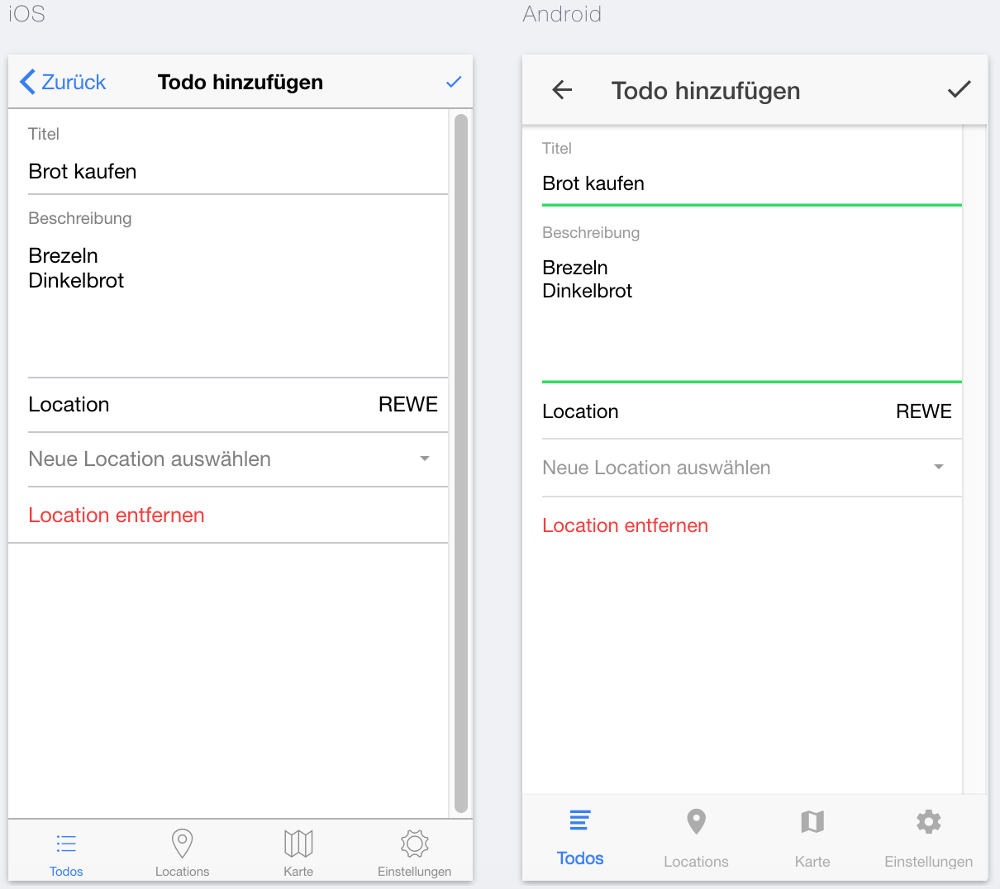 iOS
Zurück Todo hinzufügen
Titel
Brot kaufen
Beschreibung
Brezeln
Dinkelbrot
Location REWE
Neue Location auswählen
Location entfernen
Todos Locations Karte Einstellungen
Android
Todo hinzufügen
Titel
Brot kaufen
Beschreibung
Brezeln
Dinkelbrot
Location REWE
Neue Location auswählen
Location entfernen
Todos Locations Karte Einstellungen